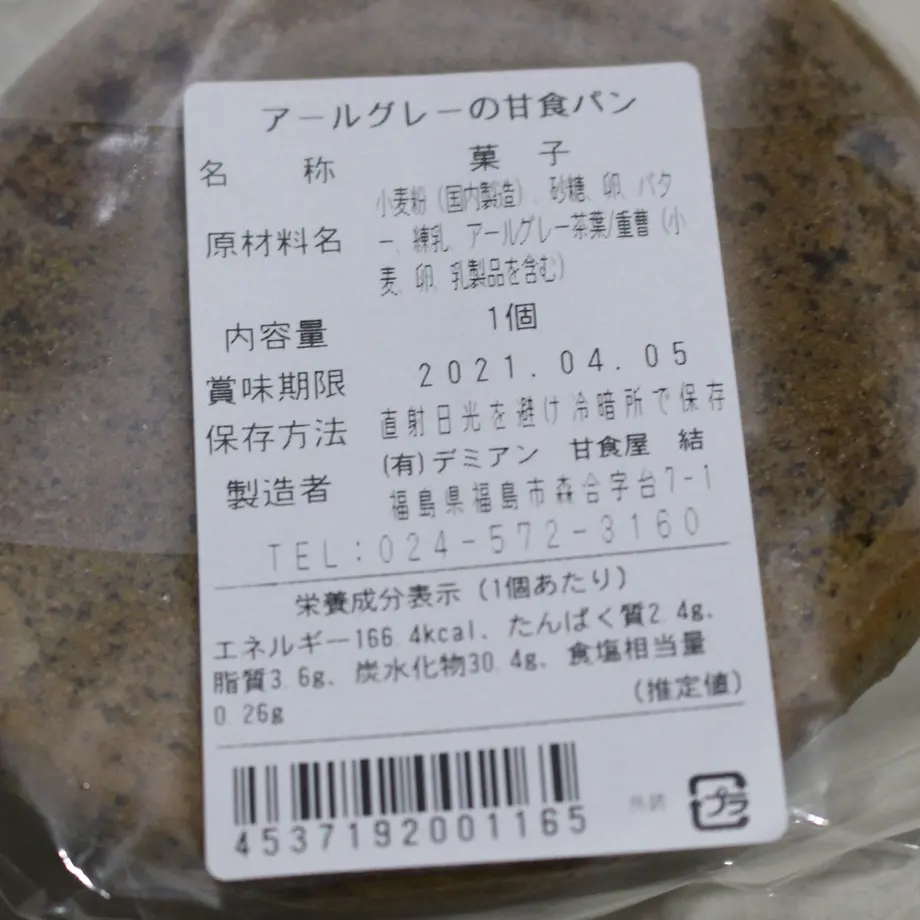 アールグレーの甘食パン
名称 菓子
原材料名 小麦粉（国内製造）、砂糖、卵、バタ
ー、練乳、アールグレー茶葉/重曹（小
麦、卵、乳製品を含む）
内容量 1個
賞味期限 2021.04.05
保存方法 直射日光を避け冷暗所で保存
製造者 (有)デミアン 甘食屋 結
福島県福島市森合字台7-1
TEL:024-572-3160
栄養成分表示（1個あたり）
エネルギー166.4kcal、たんぱく質2.4g、
脂質3.6g、炭水化物30.4g、食塩相当量
0.26g （推定値）
4537192001165
外装 プラ